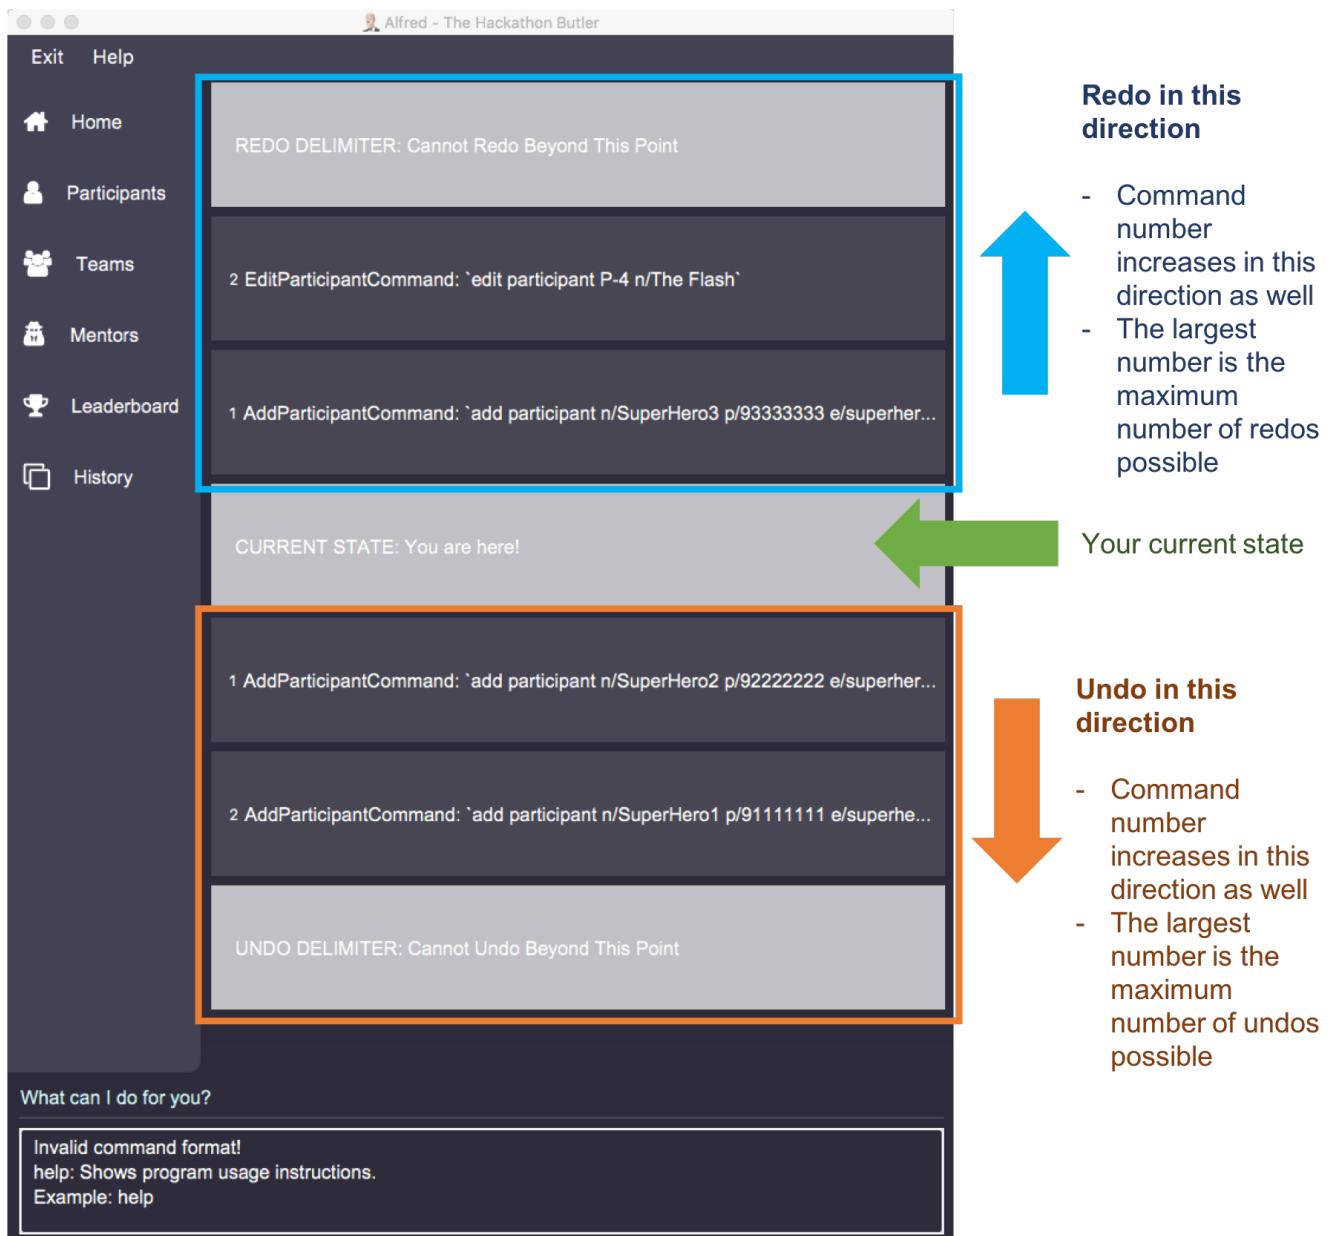 Alfred - The Hackathon Butler
Exit Help
Home
Participants
Teams
Mentors
Leaderboard
History
REDO DELIMITER: Cannot Redo Beyond This Point
2 EditParticipantCommand: `edit participant P-4 n/The Flash`
1 AddParticipantCommand: `add participant n/SuperHero3 p/93333333 e/superher...
CURRENT STATE: You are here!
1 AddParticipantCommand: `add participant n/SuperHero2 p/92222222 e/superher...
2 AddParticipantCommand: `add participant n/SuperHero1 p/91111111 e/superhe...
UNDO DELIMITER: Cannot Undo Beyond This Point
Redo in this
direction
- Command
number
increases in this
direction as well
- The largest
number is the
maximum
number of redos
possible
Your current state
Undo in this
direction
- Command
number
increases in this
direction as well
- The largest
number is the
maximum
number of undos
possible
What can I do for you?
Invalid command format!
help: Shows program usage instructions.
Example: help